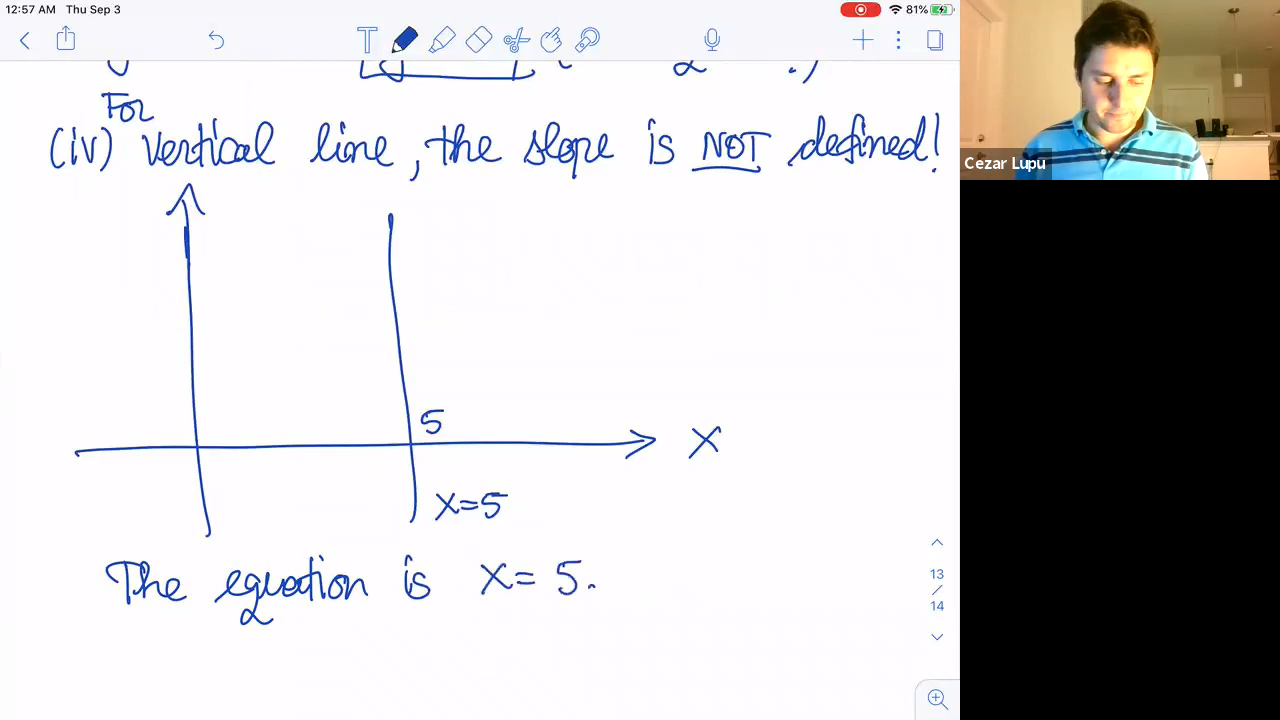 12:57 AM Thu Sep 3
81%
T
For
(iv) vertical line, the slope is NOT defined!
5
X
x=5
The equation is x= 5.
13
/
14
Cezar Lupu